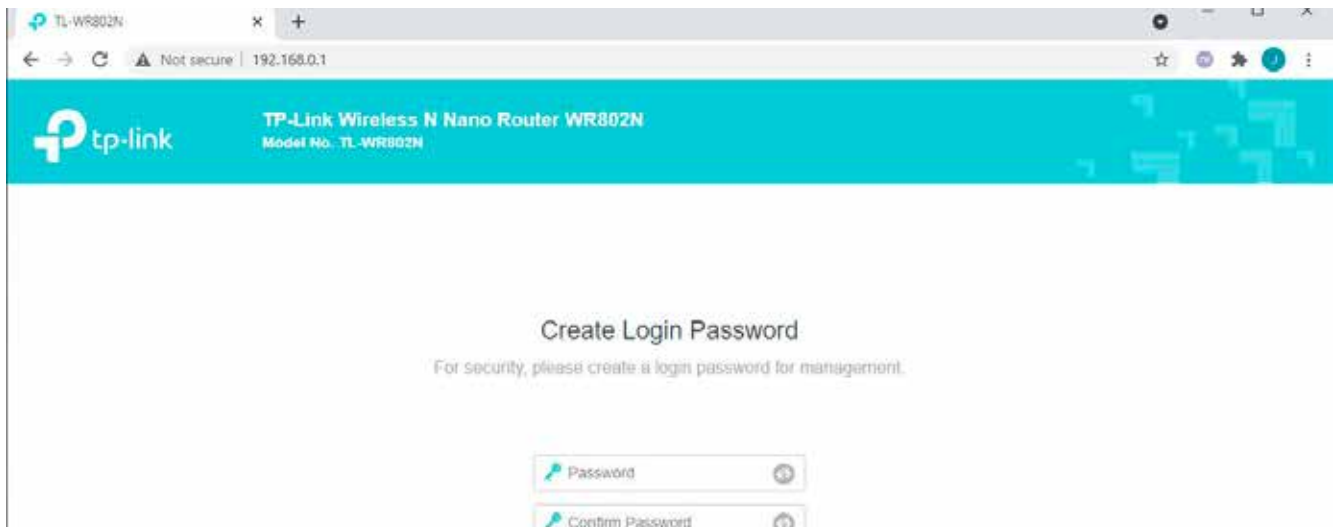 TL-WR802N
Not secure | 192.168.0.1
J
tp-link
TP-Link Wireless N Nano Router WR802N
Model No. TL-WR802N
Create Login Password
For security, please create a login password for management.
Password
Confirm Password